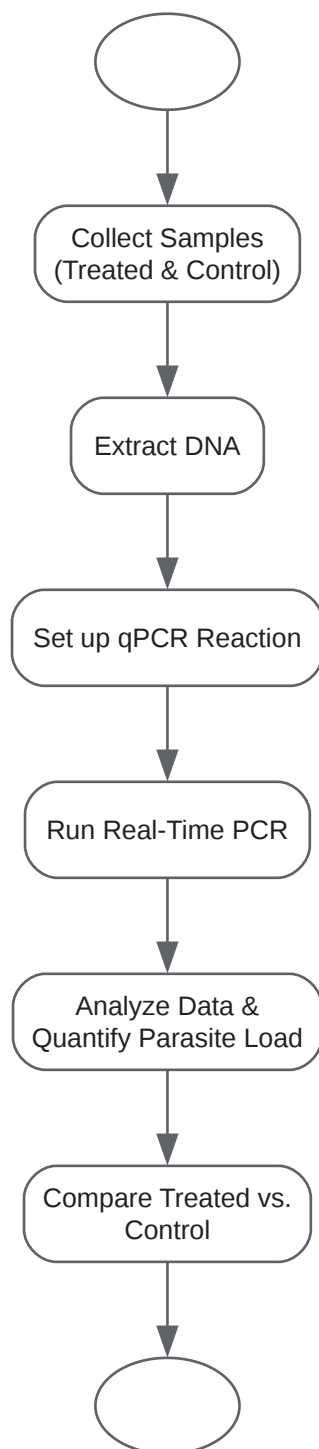 Collect Samples
(Treated & Control)
Extract DNA
Set up qPCR Reaction
Run Real-Time PCR
Analyze Data &
Quantify Parasite Load
Compare Treated vs.
Control